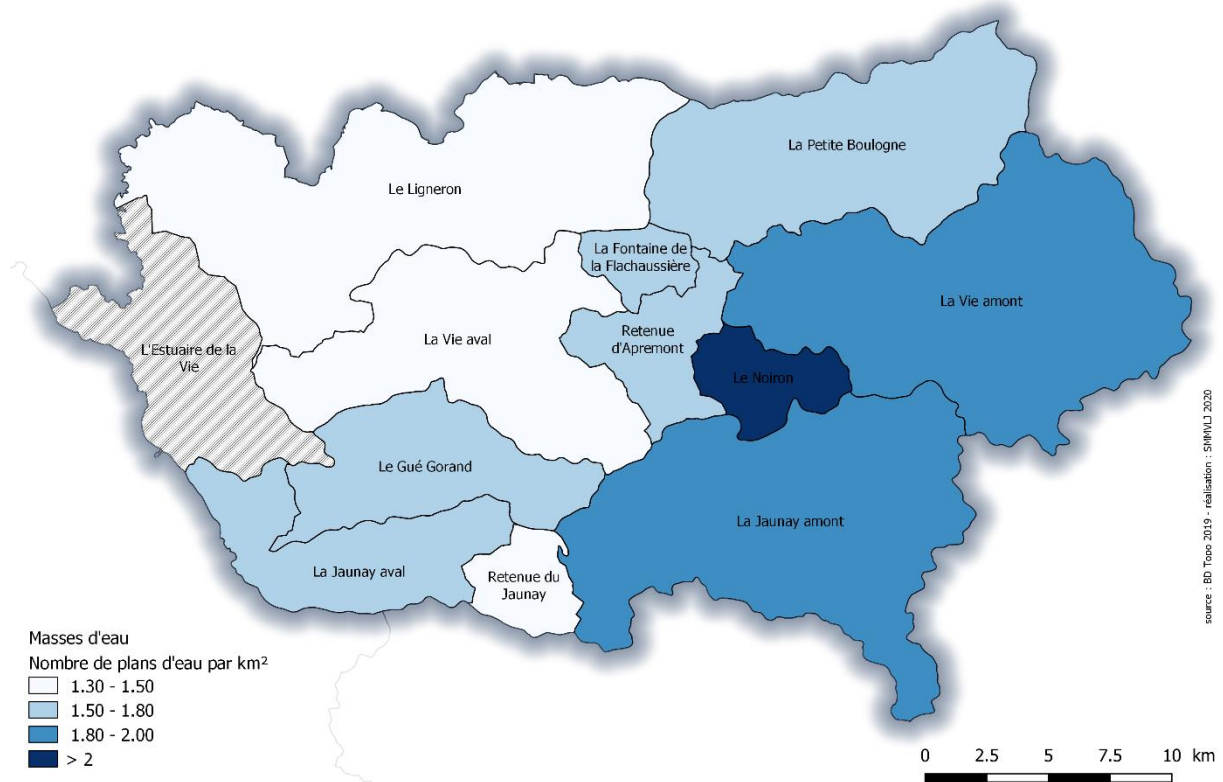 La Petite Boulogne
Le Ligneron
La Fontaine de
la Flachaussière
La Vie amont
L'Estuaire de la
Vie
La Vie aval
Retenue
d'Apremont
Le Noiron
Le Gué Gorand
La Jaunay amont
La Jaunay aval
Retenue du
Jaunay
source : BD Topo 2019 - réalisation : SMMVLJ 2020
Masses d'eau
Nombre de plans d'eau par km²
1.30 - 1.50
1.50 - 1.80
1.80 - 2.00
> 2
0 2.5 5 7.5 10 km